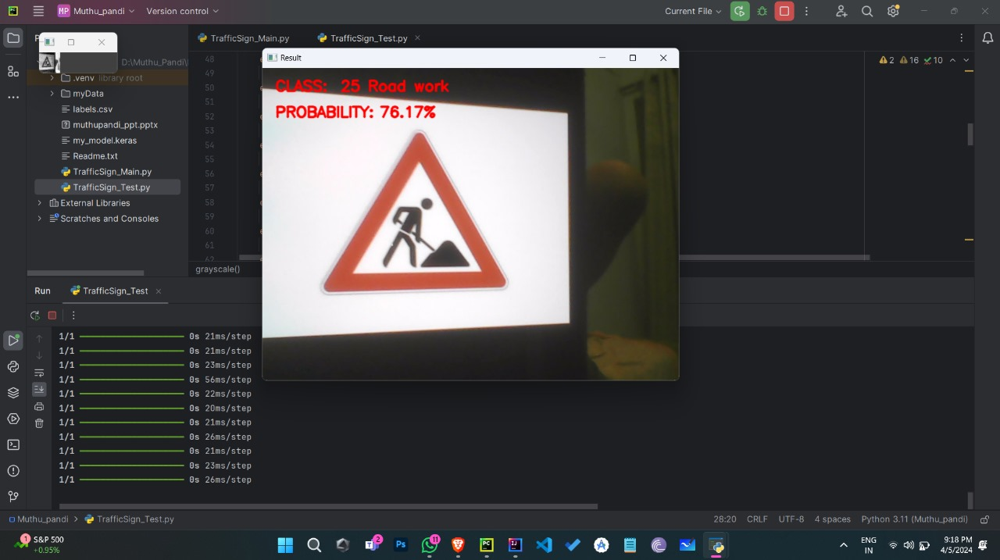 MP Muthu_pandi Version control Current File
D:\Muthu_Pandi\
.venv library root
myData
labels.csv
muthupandi_ppt.pptx
my_model.keras
Readme.txt
TrafficSign_Main.py
TrafficSign_Test.py
External Libraries
Scratches and Consoles
TrafficSign_Main.py TrafficSign_Test.py
2 16 10
48
49
50
51
52
53
54
55
56
57
58
59
60
61
62
grayscale()
Result
CLASS: 25 Road work
PROBABILITY: 76.17%
Run TrafficSign_Test
1/1 0s 21ms/step
1/1 0s 21ms/step
1/1 0s 23ms/step
1/1 0s 56ms/step
1/1 0s 22ms/step
1/1 0s 20ms/step
1/1 0s 21ms/step
1/1 0s 26ms/step
1/1 0s 21ms/step
1/1 0s 23ms/step
1/1 0s 26ms/step
Muthu_pandi TrafficSign_Test.py 28:20 CRLF UTF-8 4 spaces Python 3.11 (Muthu_pandi)
1
S&P 500
+0.95%
2
Ps
11
PC
IJ
ENG
IN
4/5/2024